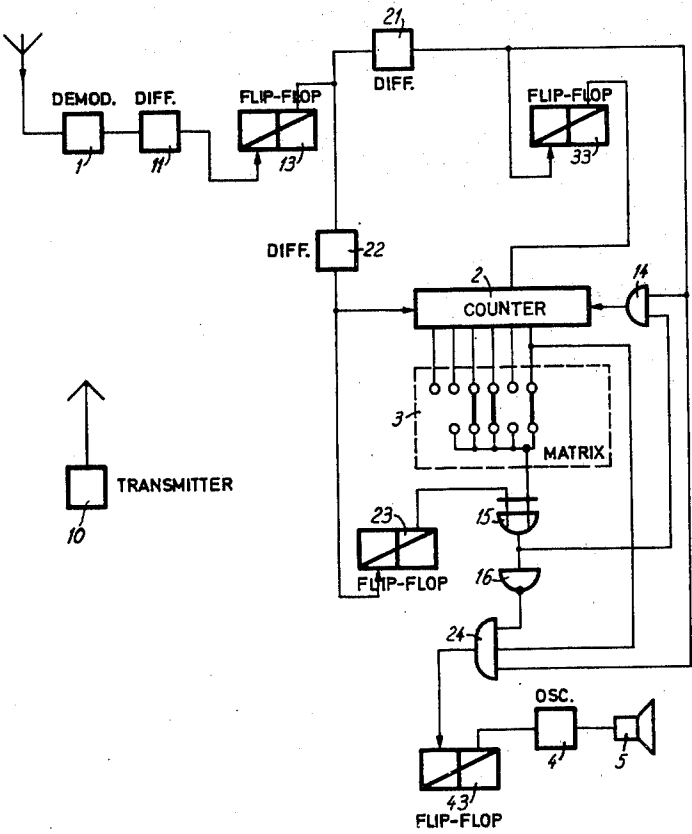 21
DIFF.
DEMOD. DIFF. FLIP-FLOP FLIP-FLOP
1 11 13 33
DIFF. 22
2 14
COUNTER
3
MATRIX
TRANSMITTER
10
23 15
FLIP-FLOP
16
24
OSC.
4 5
43
FLIP-FLOP